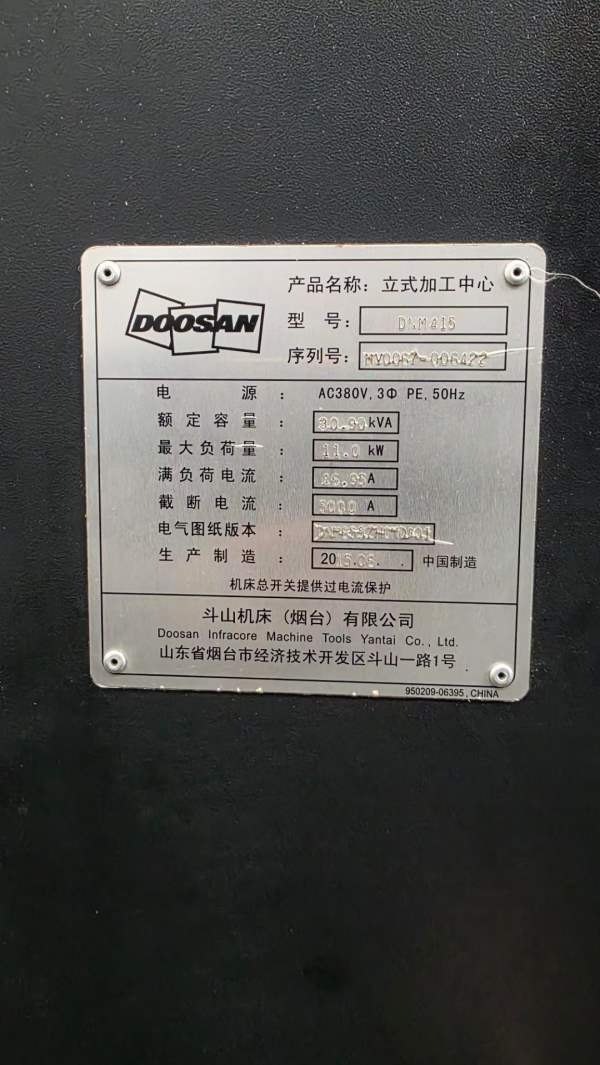 DOOSAN
产品名称：立式加工中心
型 号： DNM415
序列号： MV0067-006422
电 源 ： AC380V, 3Φ PE, 50Hz
额定容量 ： kVA
最大负荷量 ： 11.0 kW
满负荷电流 ： A
截断电流 ： A
电气图纸版本 ：
生产制造 ： 2015.06. 中国制造
机床总开关提供过电流保护
斗山机床（烟台）有限公司
Doosan Infracore Machine Tools Yantai Co., Ltd.
山东省烟台市经济技术开发区斗山一路1号
950209-06395, CHINA